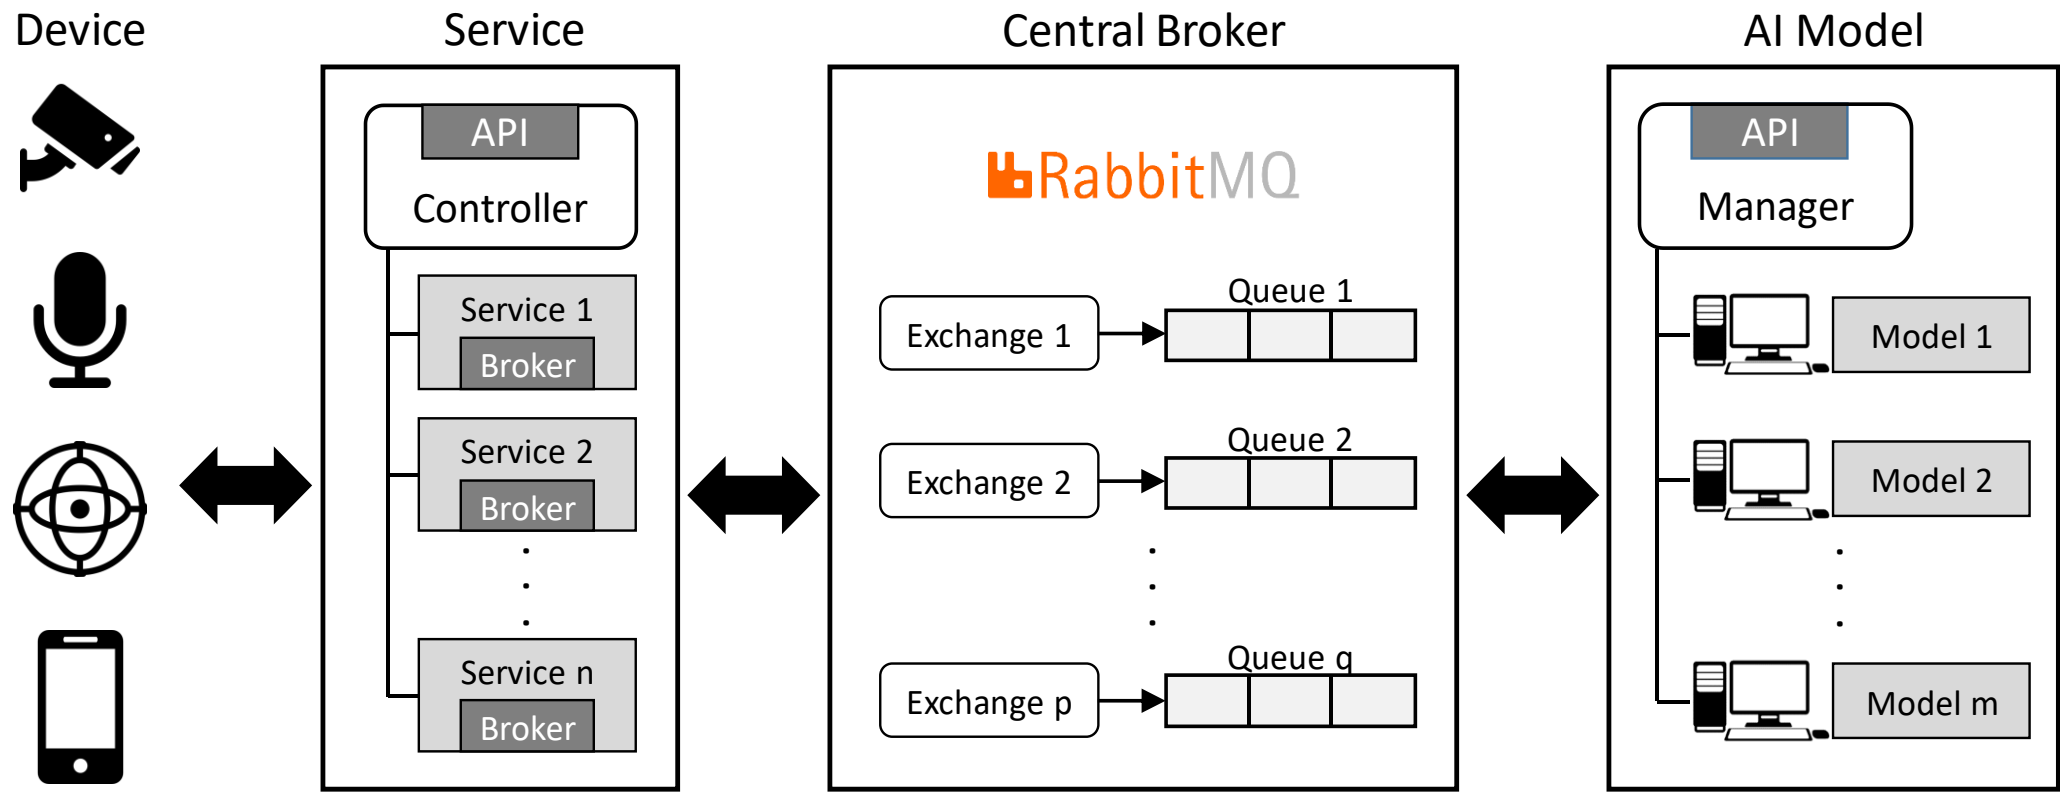 Device
Service
Central Broker
AI Model
API
Controller
Service 1
Broker
Service 2
Broker
Service n
Broker
RabbitMQ
Queue 1
Exchange 1
Queue 2
Exchange 2
Queue q
Exchange p
API
Manager
Model 1
Model 2
Model m